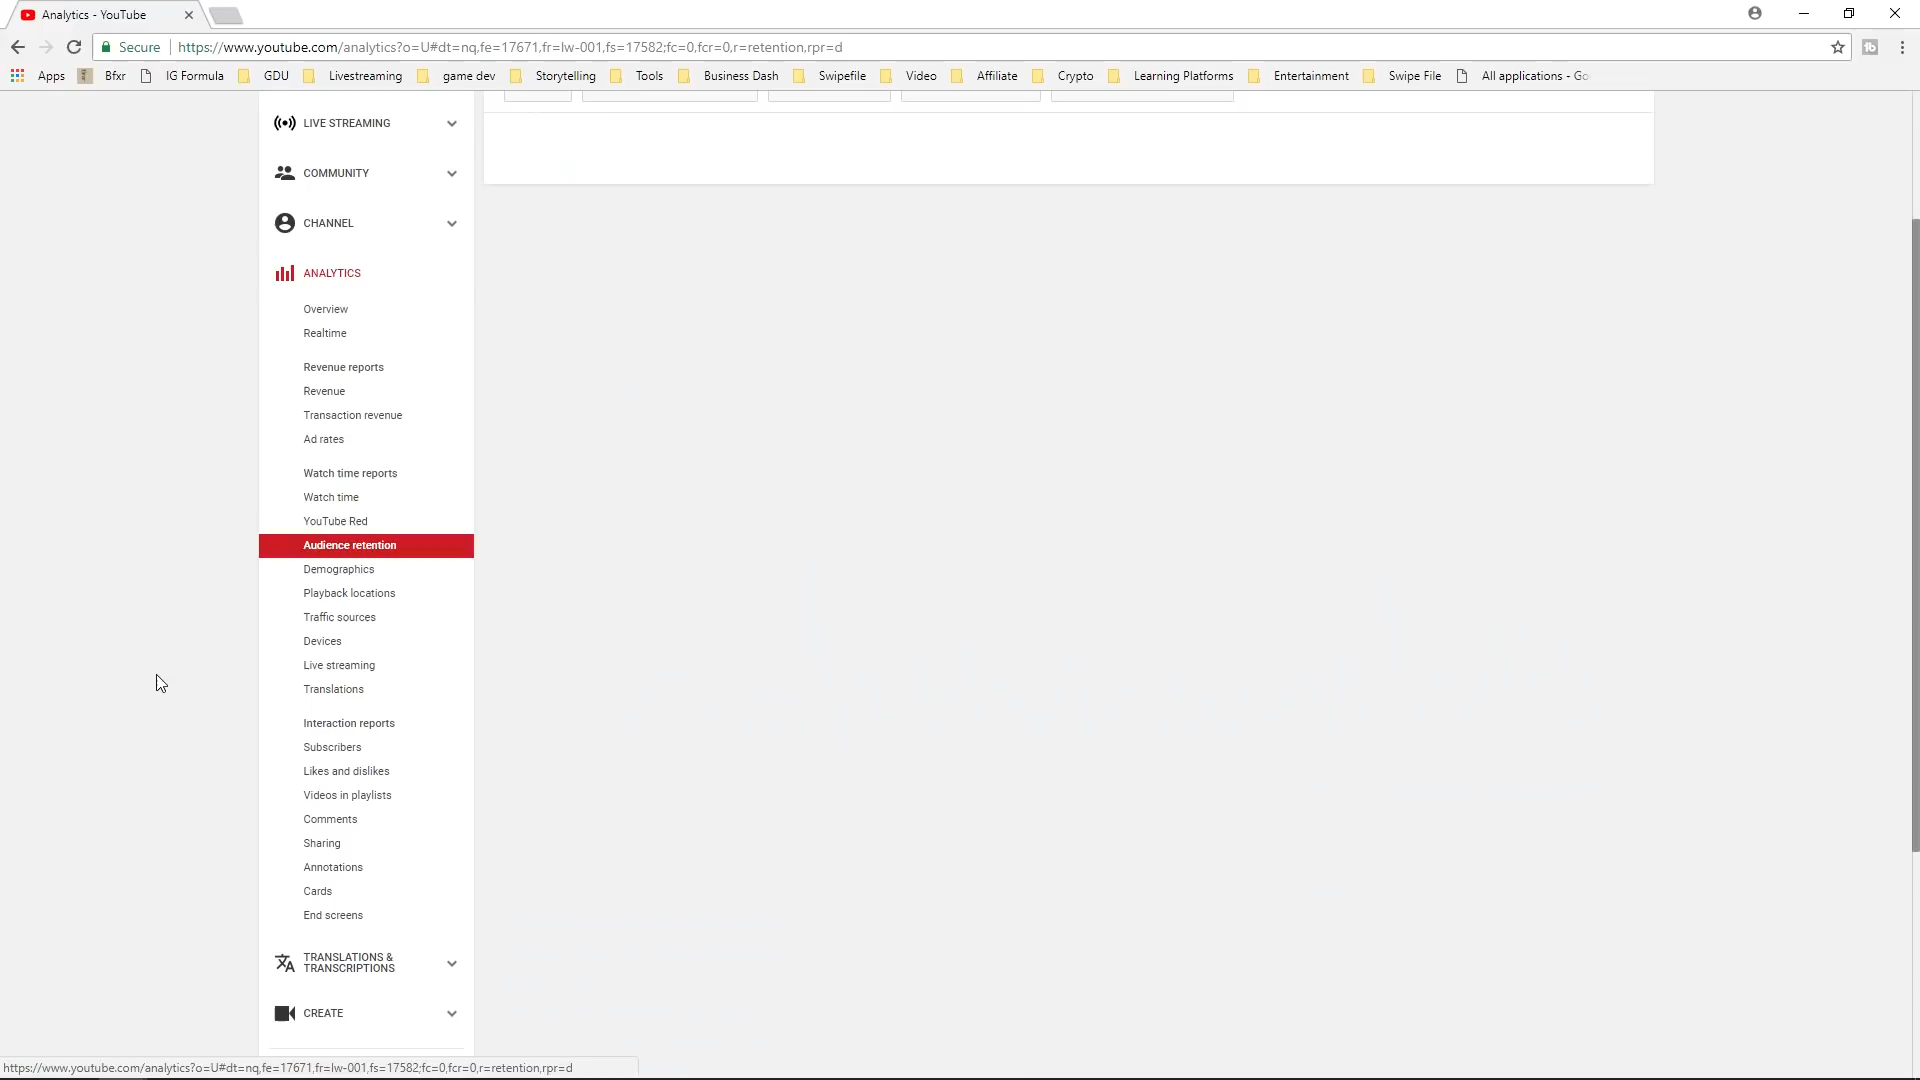 Analytics - YouTube
Secure https://www.youtube.com/analytics?o=U#dt=nq,fe=17671,fr=lw-001,fs=17582;fc=0,fcr=0,r=retention,rpr=d
Apps Bfxr IG Formula GDU Livestreaming game dev Storytelling Tools Business Dash Swipefile Video Affiliate Crypto Learning Platforms Entertainment Swipe File All applications - Go
LIVE STREAMING
COMMUNITY
CHANNEL
ANALYTICS
Overview
Realtime
Revenue reports
Revenue
Transaction revenue
Ad rates
Watch time reports
Watch time
YouTube Red
Audience retention
Demographics
Playback locations
Traffic sources
Devices
Live streaming
Translations
Interaction reports
Subscribers
Likes and dislikes
Videos in playlists
Comments
Sharing
Annotations
Cards
End screens
TRANSLATIONS &
TRANSCRIPTIONS
CREATE
https://www.youtube.com/analytics?o=U#dt=nq,fe=17671,fr=lw-001,fs=17582;fc=0,fcr=0,r=retention,rpr=d